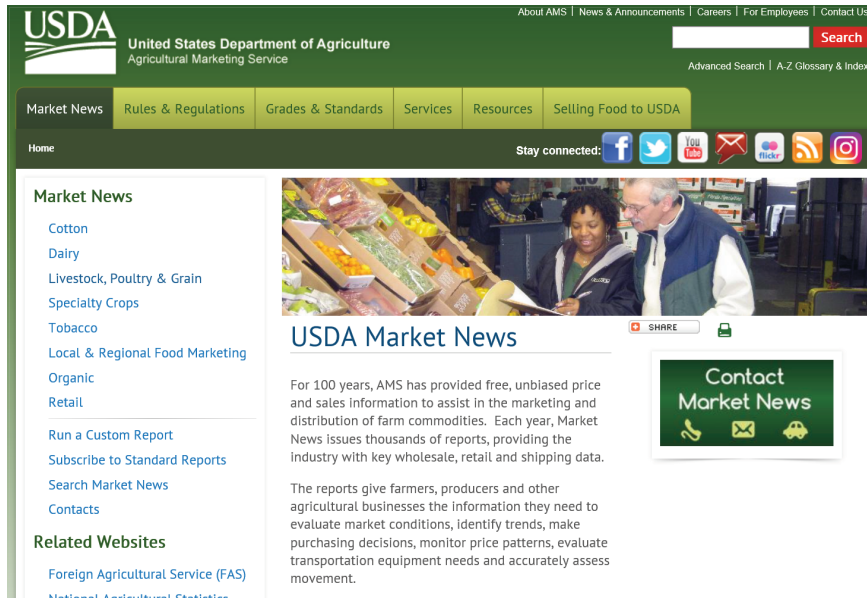 About AMS | News & Announcements | Careers | For Employees | Contact Us
USDA
United States Department of Agriculture
Agricultural Marketing Service
Search
Advanced Search | A-Z Glossary & Index
Market News
Rules & Regulations
Grades & Standards
Services
Resources
Selling Food to USDA
Home
Stay connected:
You
Tube
flickr
Market News
Cotton
Dairy
Livestock, Poultry & Grain
Specialty Crops
Tobacco
Local & Regional Food Marketing
Organic
Retail
Run a Custom Report
Subscribe to Standard Reports
Search Market News
Contacts
Related Websites
Foreign Agricultural Service (FAS)
National Agricultural Statistics
USDA Market News
SHARE
For 100 years, AMS has provided free, unbiased price
and sales information to assist in the marketing and
distribution of farm commodities. Each year, Market
News issues thousands of reports, providing the
industry with key wholesale, retail and shipping data.
The reports give farmers, producers and other
agricultural businesses the information they need to
evaluate market conditions, identify trends, make
purchasing decisions, monitor price patterns, evaluate
transportation equipment needs and accurately assess
movement.
Contact
Market News